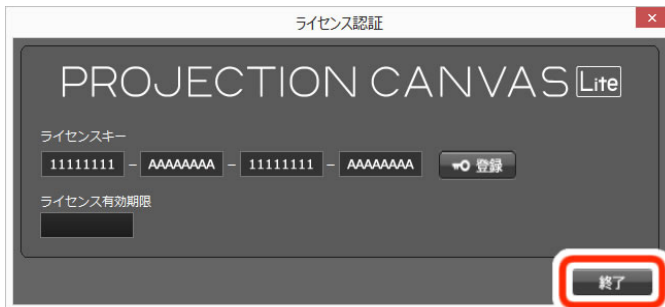 ライセンス認証
PROJECTION CANVAS Lite
ライセンスキー
11111111 - AAAAAAAA - 11111111 - AAAAAAAA 登録
ライセンス有効期限
終了